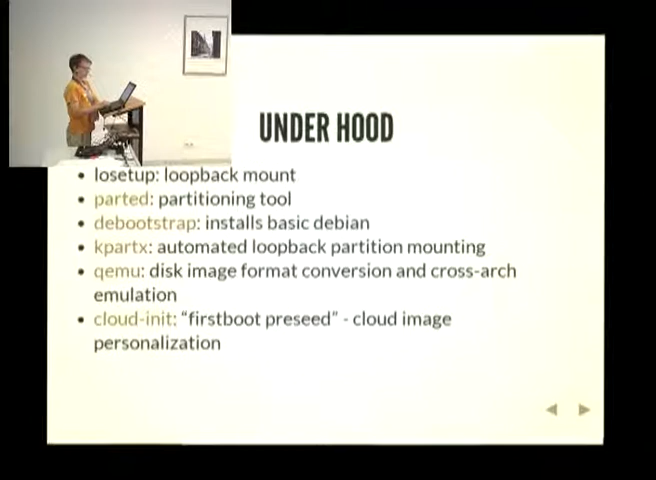 UNDER HOOD
• losetup: loopback mount
• parted: partitioning tool
• debootstrap: installs basic debian
• kpartx: automated loopback partition mounting
• qemu: disk image format conversion and cross-arch
emulation
• cloud-init: “firstboot preseed” - cloud image
personalization